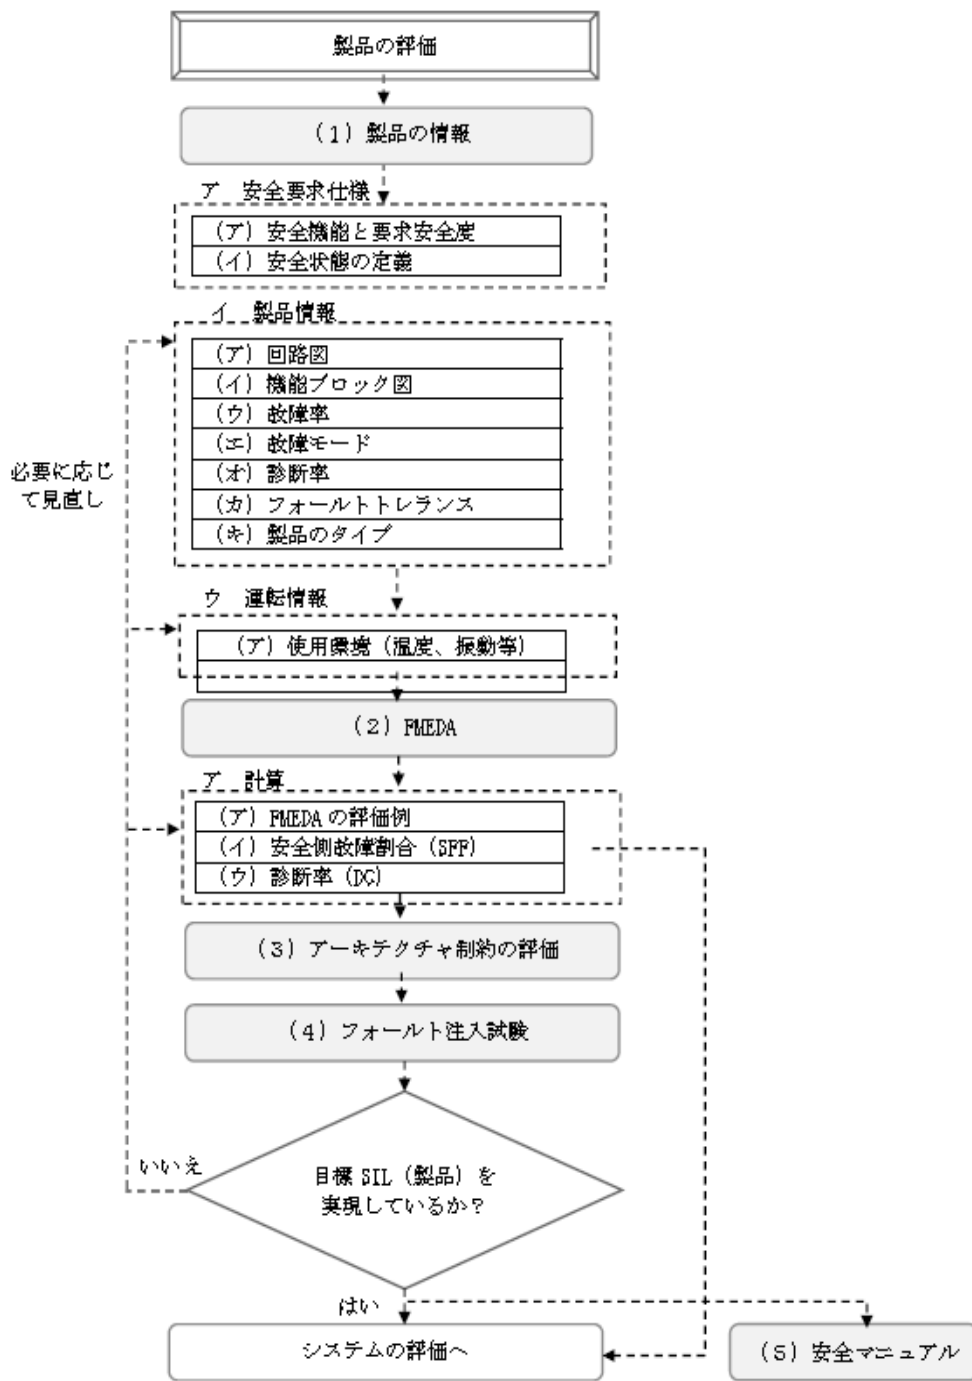 製品の評価
(1) 製品の情報
ア 安全要求仕様
(ア) 安全機能と要求安全度
(イ) 安全状態の定義
イ 製品情報
(ア) 回路図
(イ) 機能ブロック図
(ウ) 故障率
(エ) 故障モード
(オ) 診断率
(カ) フォールトトレランス
(キ) 製品のタイプ
必要に応じ
て見直し
ウ 運転情報
(ア) 使用環境 (温度、振動等)
(2) FMEDA
ア 計算
(ア) FMEDA の評価例
(イ) 安全側故障割合 (SFF)
(ウ) 診断率 (DC)
(3) アーキテクチャ制約の評価
(4) フォールト注入試験
いいえ
目標 SIL (製品) を
実現しているか?
はい
システムの評価へ
(5) 安全マニュアル